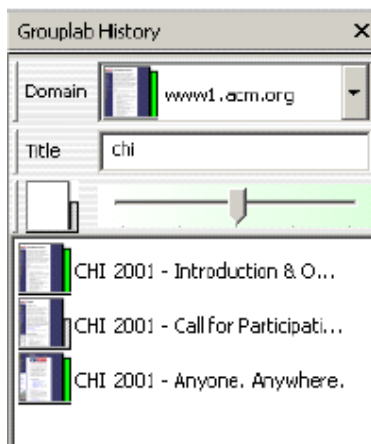 Grouplab History
Domain www1.acm.org
Title chi
CHI 2001 - Introduction & O...
CHI 2001 - Call for Participati...
CHI 2001 - Anyone. Anywhere.